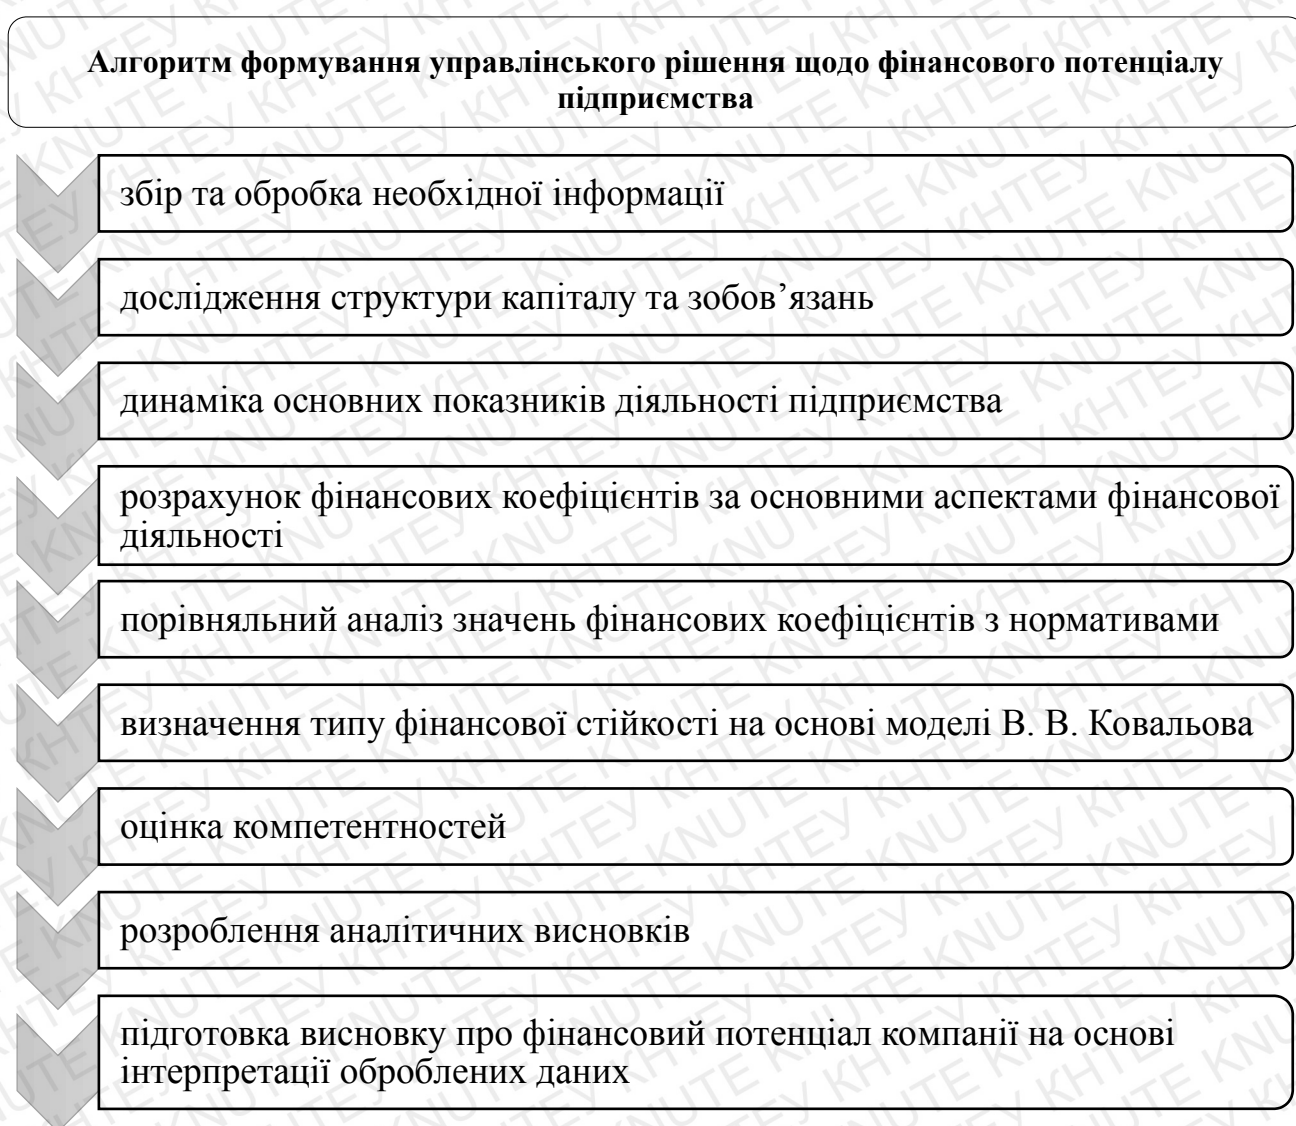 Алгоритм формування управлінського рішення щодо фінансового потенціалу
підприємства
збір та обробка необхідної інформації
дослідження структури капіталу та зобов’язань
динаміка основних показників діяльності підприємства
розрахунок фінансових коефіцієнтів за основними аспектами фінансової
діяльності
порівняльний аналіз значень фінансових коефіцієнтів з нормативами
визначення типу фінансової стійкості на основі моделі В. В. Ковальова
оцінка компетентностей
розроблення аналітичних висновків
підготовка висновку про фінансовий потенціал компанії на основі
інтерпретації оброблених даних